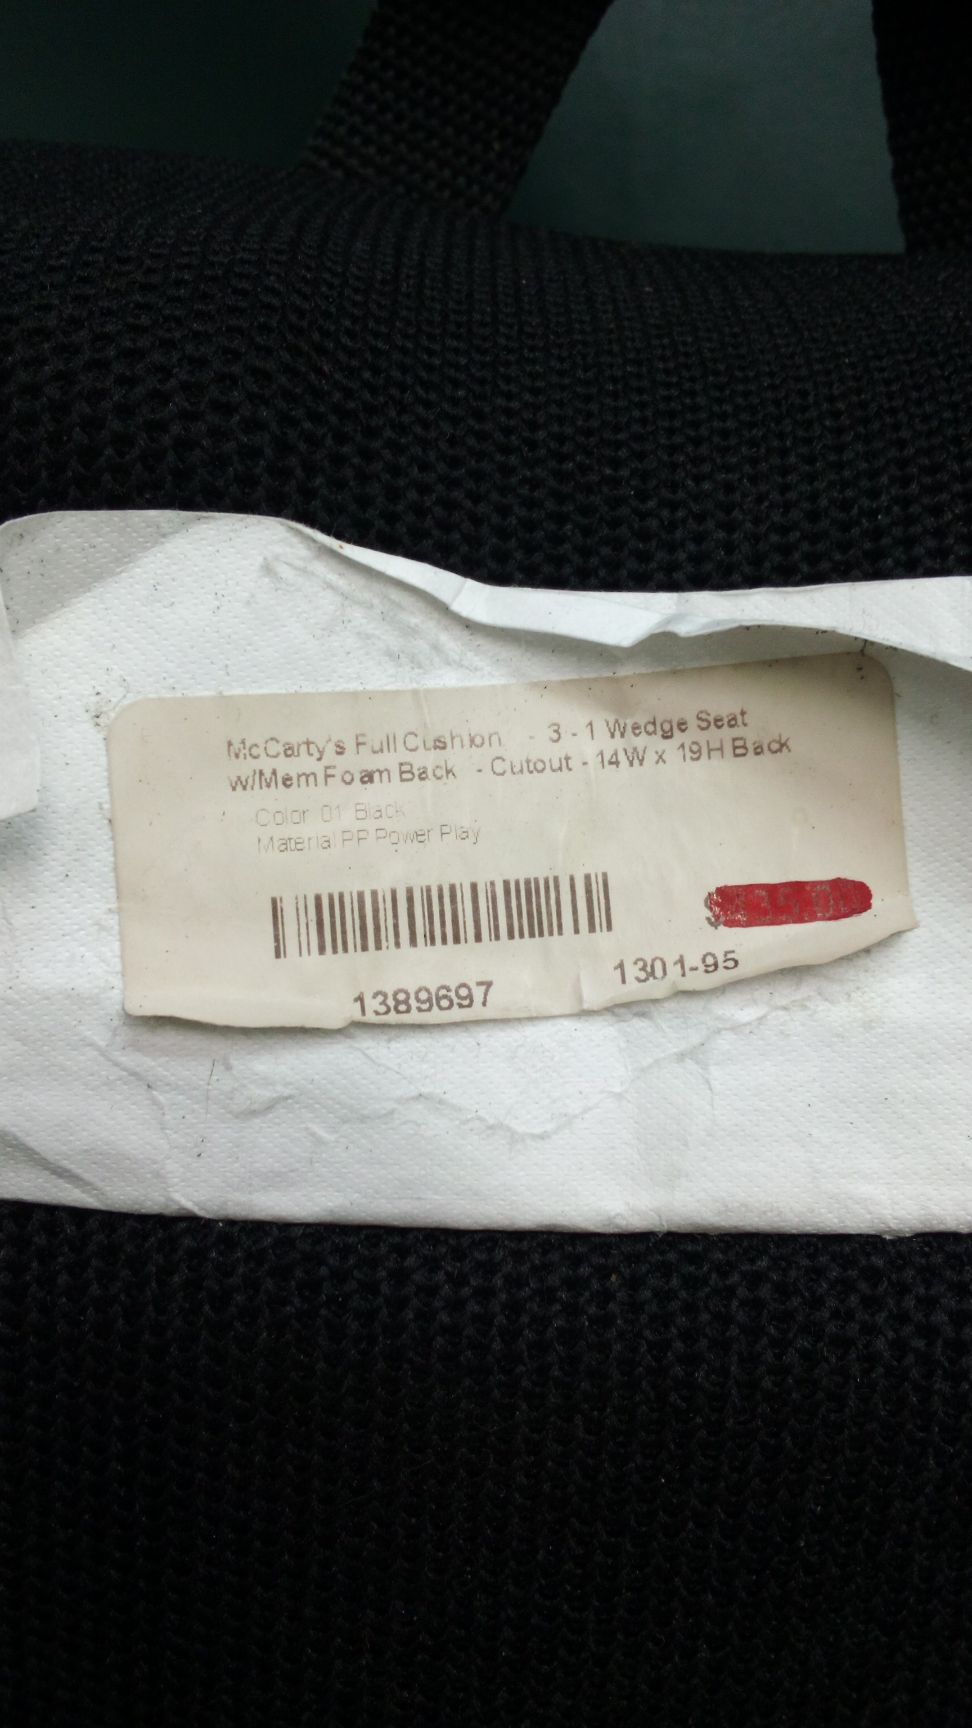 McCarty's Full Cushion - 3 - 1 Wedge Seat
w/Mem Foam Back - Cutout - 14W x 19H Back
Color 01 Black
Material PP Power Play
$
1389697
1301-95